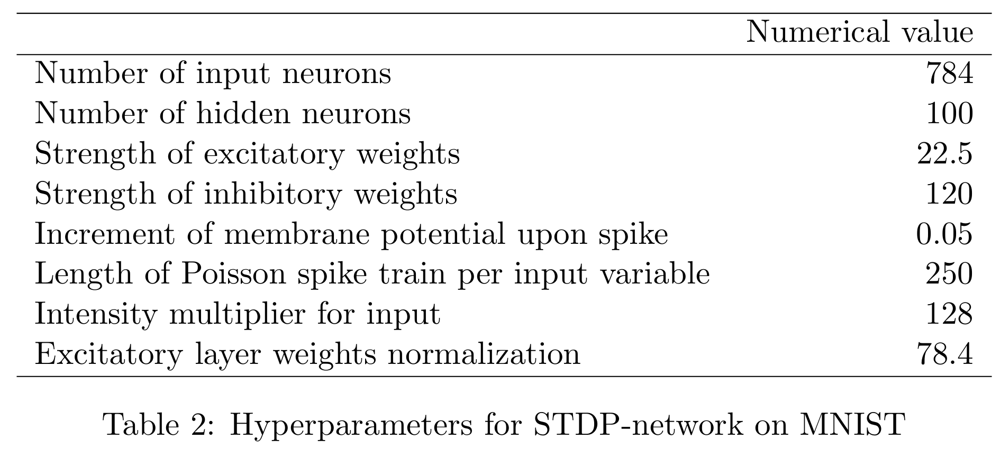 Numerical value
Number of input neurons 784
Number of hidden neurons 100
Strength of excitatory weights 22.5
Strength of inhibitory weights 120
Increment of membrane potential upon spike 0.05
Length of Poisson spike train per input variable 250
Intensity multiplier for input 128
Excitatory layer weights normalization 78.4
Table 2: Hyperparameters for STDP-network on MNIST